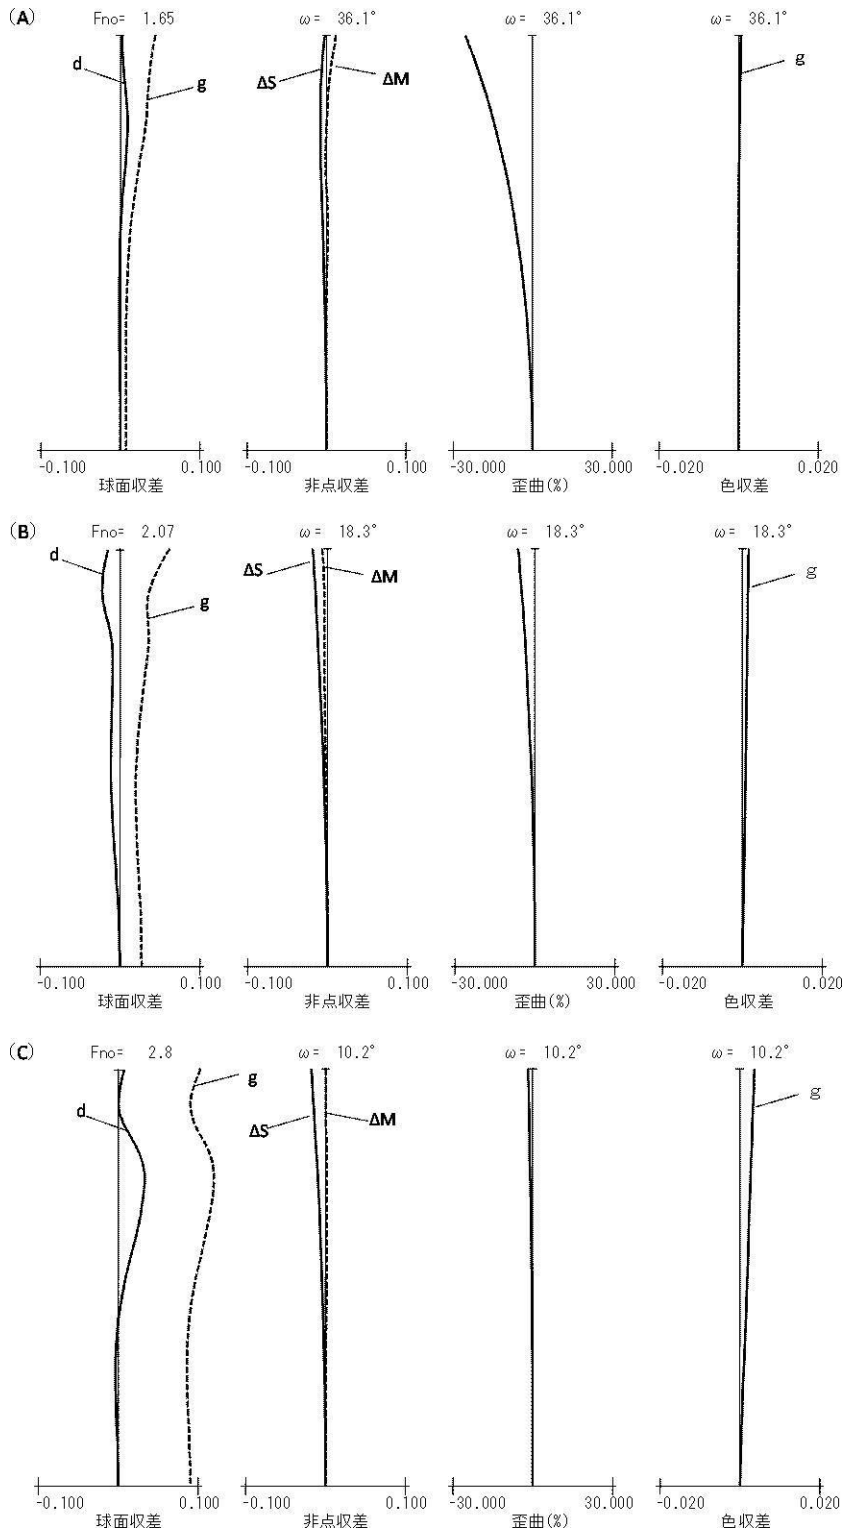 (A) Fno= 1.65 ω= 36.1° ω= 36.1° ω= 36.1°
d g ΔS ΔM g
-0.100 0.100 -0.100 0.100 -30.000 30.000 -0.020 0.020
球面収差 非点収差 歪曲(%) 色収差
(B) Fno= 2.07 ω= 18.3° ω= 18.3° ω= 18.3°
d g ΔS ΔM g
-0.100 0.100 -0.100 0.100 -30.000 30.000 -0.020 0.020
球面収差 非点収差 歪曲(%) 色収差
(C) Fno= 2.8 ω= 10.2° ω= 10.2° ω= 10.2°
d g ΔS ΔM g
-0.100 0.100 -0.100 0.100 -30.000 30.000 -0.020 0.020
球面収差 非点収差 歪曲(%) 色収差